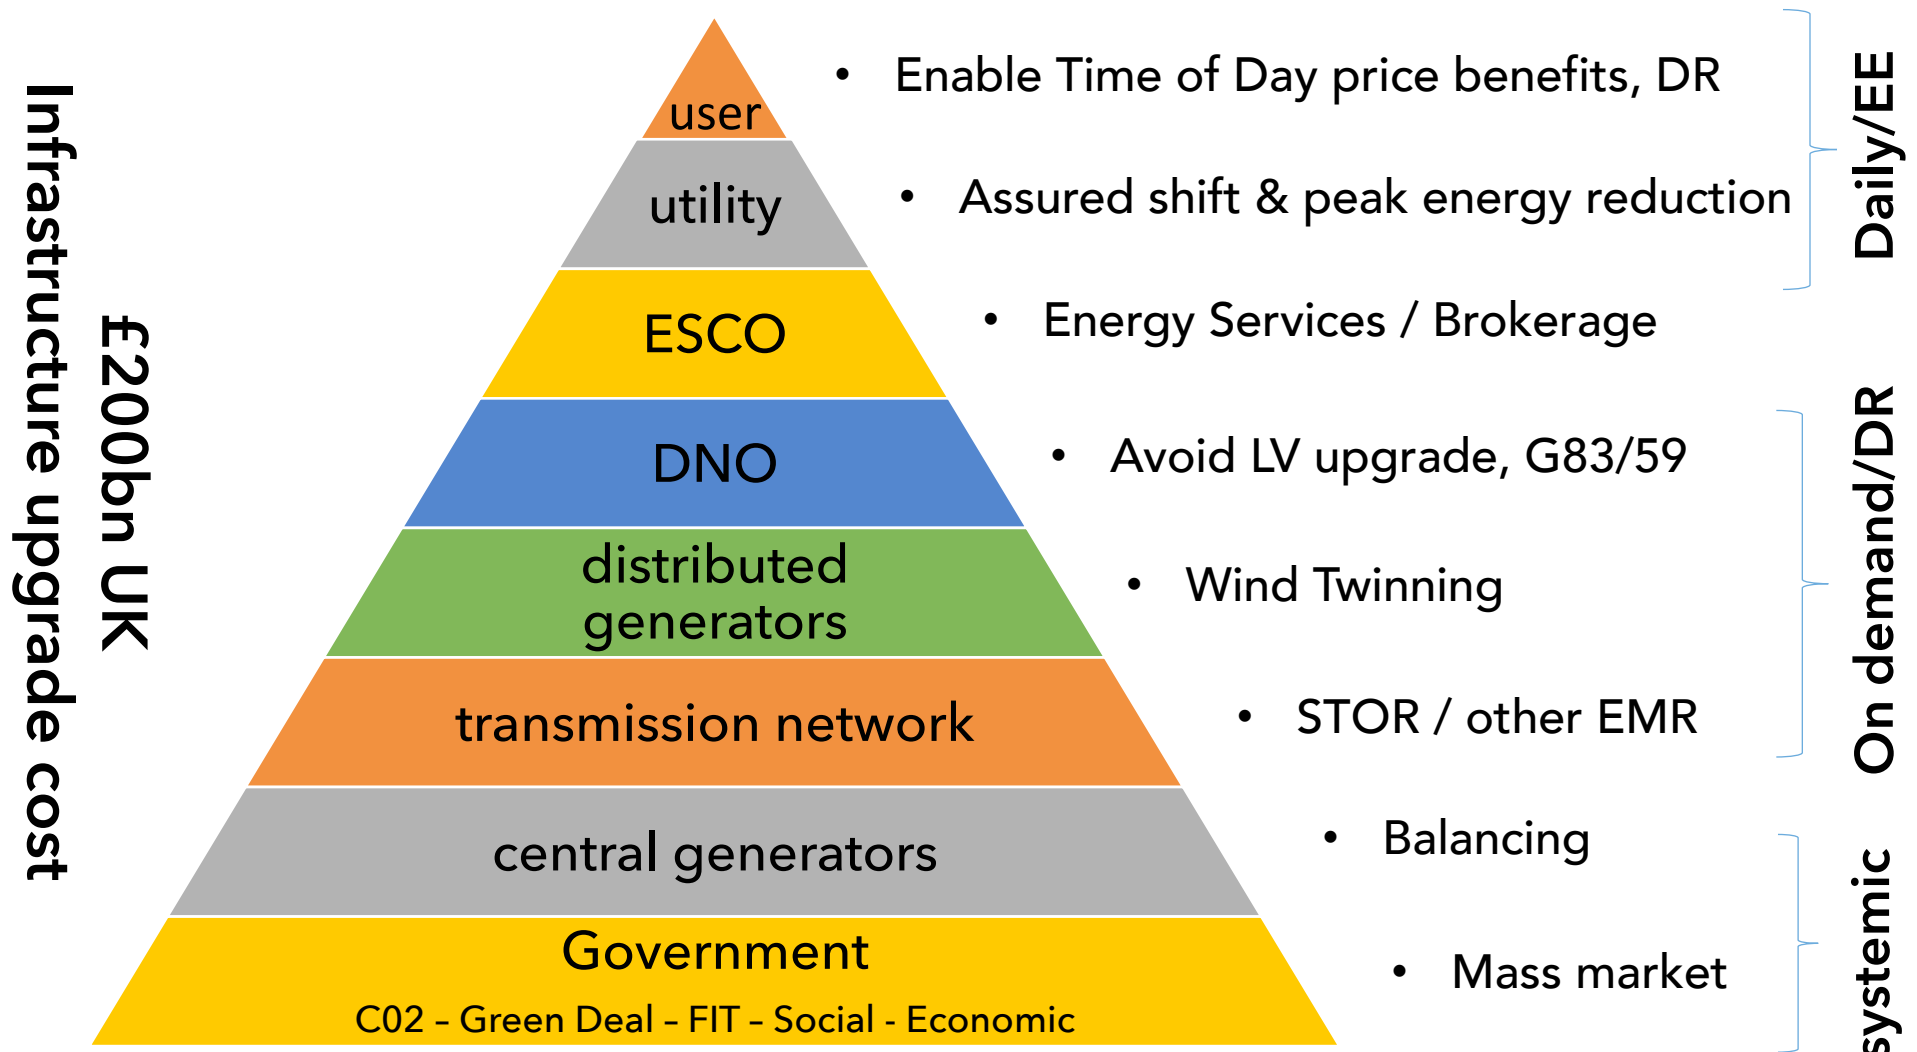 Infrastructure upgrade cost
£200bn UK
user
• Enable Time of Day price benefits, DR
utility
• Assured shift & peak energy reduction
ESCO
• Energy Services / Brokerage
DNO
• Avoid LV upgrade, G83/59
distributed
generators
• Wind Twinning
transmission network
• STOR / other EMR
central generators
• Balancing
Government
C02 – Green Deal – FIT – Social - Economic
• Mass market
Daily/EE
On demand/DR
systemic